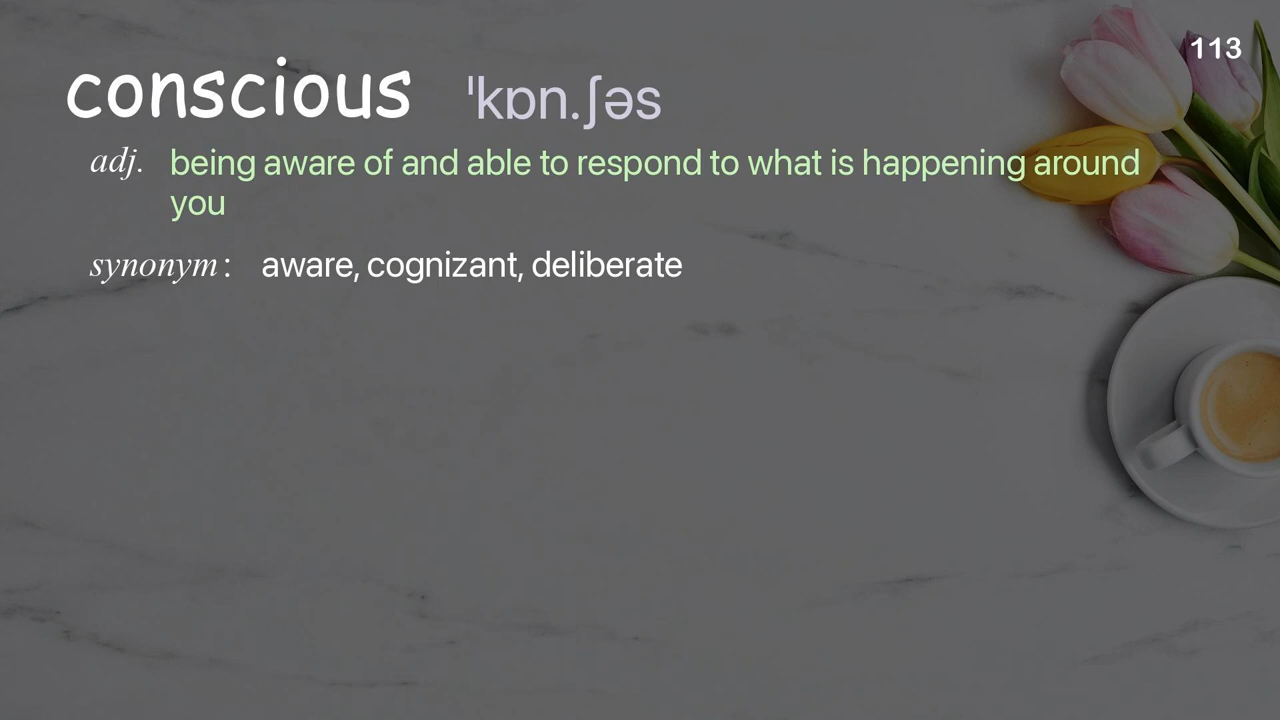 113
conscious ˈkɒn.ʃəs
adj. being aware of and able to respond to what is happening around
you
synonym : aware, cognizant, deliberate